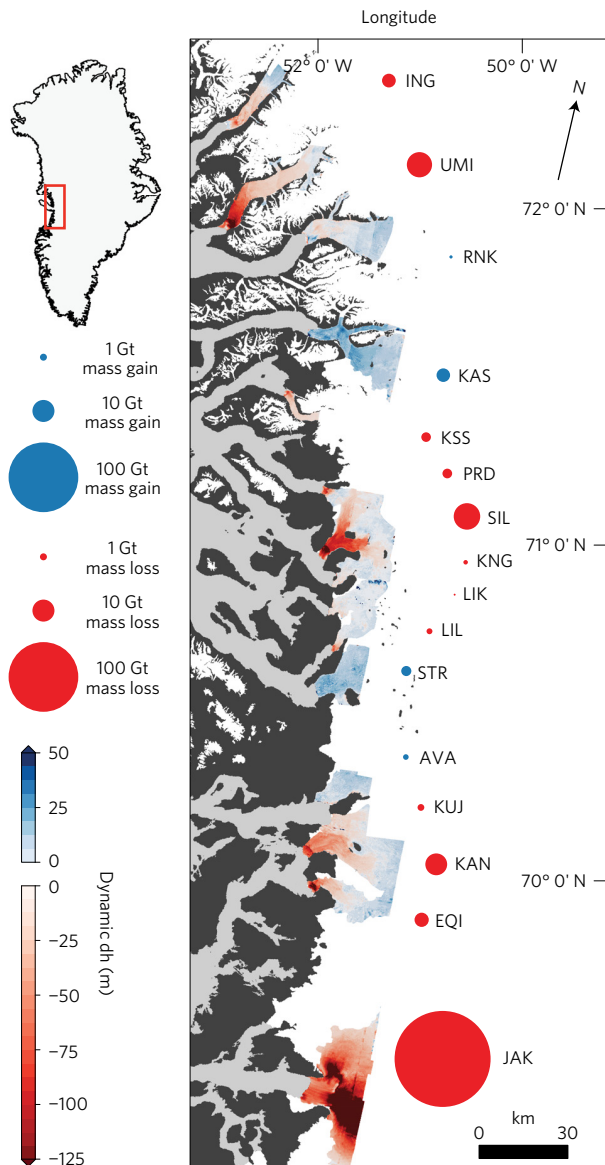 Longitude
52° 0' W
50° 0' W
N
ING
UMI
72° 0' N
RNK
1 Gt
mass gain
KAS
10 Gt
mass gain
KSS
PRD
100 Gt
mass gain
SIL
71° 0' N
1 Gt
mass loss
KNG
LIK
10 Gt
mass loss
LIL
100 Gt
mass loss
STR
50
AVA
25
KUJ
0
KAN
0
70° 0' N
EQI
−25
Dynamic dh (m)
−50
−75
JAK
−100
km
0
30
−125